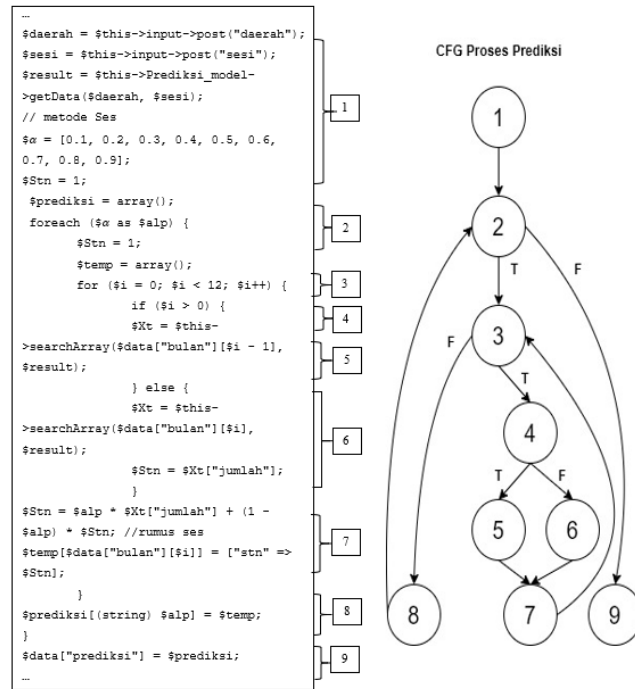 …
$daerah = $this->input->post("daerah");
$sesi = $this->input->post("sesi");
$result = $this->Prediksi_model-
>getData($daerah, $sesi);
// metode Ses
$α = [0.1, 0.2, 0.3, 0.4, 0.5, 0.6,
0.7, 0.8, 0.9];
$Stn = 1;
1
$prediksi = array();
foreach ($α as $alp) {
$Stn = 1;
$temp = array();
2
for ($i = 0; $i < 12; $i++) {
3
if ($i > 0) {
4
$Xt = $this-
>searchArray($data["bulan"][$i - 1],
$result);
5
} else {
$Xt = $this-
>searchArray($data["bulan"][$i],
$result);
$Stn = $Xt["jumlah"];
}
6
$Stn = $alp * $Xt["jumlah"] + (1 -
$alp) * $Stn; //rumus ses
$temp[$data["bulan"][$i]] = ["stn" =>
$Stn];
7
}
$prediksi[(string) $alp] = $temp;
}
8
$data["prediksi"] = $prediksi;
9
…
CFG Proses Prediksi
1
2
T
F
3
F
T
4
T
F
5
6
8
7
9